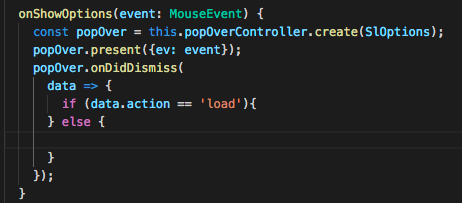 onShowOptions(event: MouseEvent) {
const popOver = this.popOverController.create(SlOptions);
popOver.present({ev: event});
popOver.onDidDismiss(
data => {
if (data.action == 'load'){
} else {
}
});
}